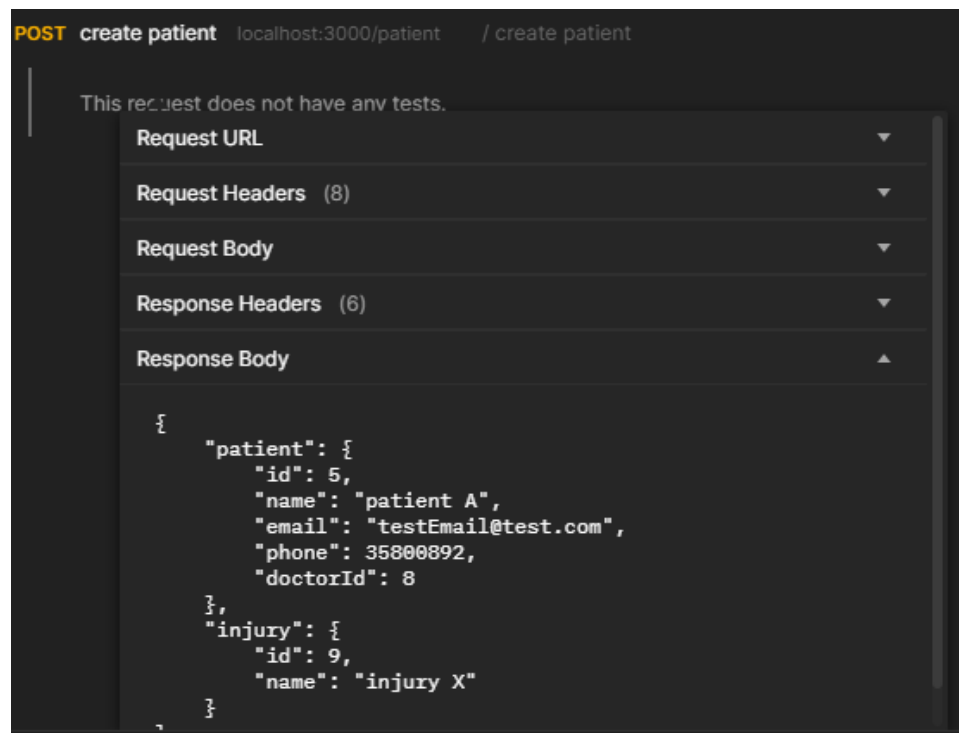 POST create patient localhost:3000/patient / create patient
This request does not have any tests.
Request URL
Request Headers (8)
Request Body
Response Headers (6)
Response Body
{
"patient": {
"id": 5,
"name": "patient A",
"email": "testEmail@test.com",
"phone": 35800892,
"doctorId": 8
},
"injury": {
"id": 9,
"name": "injury X"
}
}